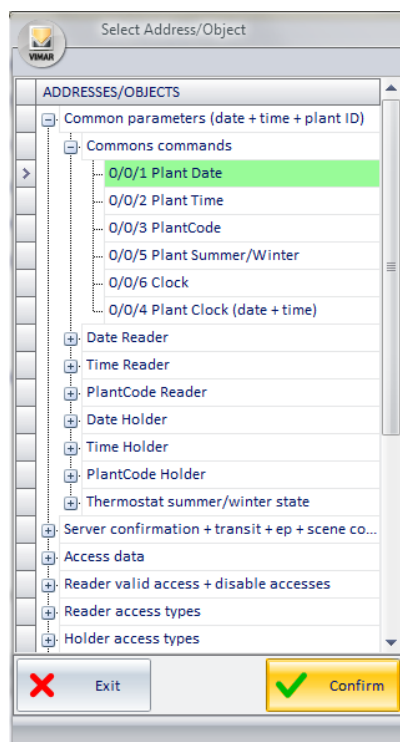 Select Address/Object
VIMAR
ADDRESSES/OBJECTS
Common parameters (date + time + plant ID)
Commons commands
0/0/1 Plant Date
0/0/2 Plant Time
0/0/3 PlantCode
0/0/5 Plant Summer/Winter
0/0/6 Clock
0/0/4 Plant Clock (date + time)
Date Reader
Time Reader
PlantCode Reader
Date Holder
Time Holder
PlantCode Holder
Thermostat summer/winter state
Server confirmation + transit + ep + scene co...
Access data
Reader valid access + disable accesses
Reader access types
Holder access types
Exit
Confirm